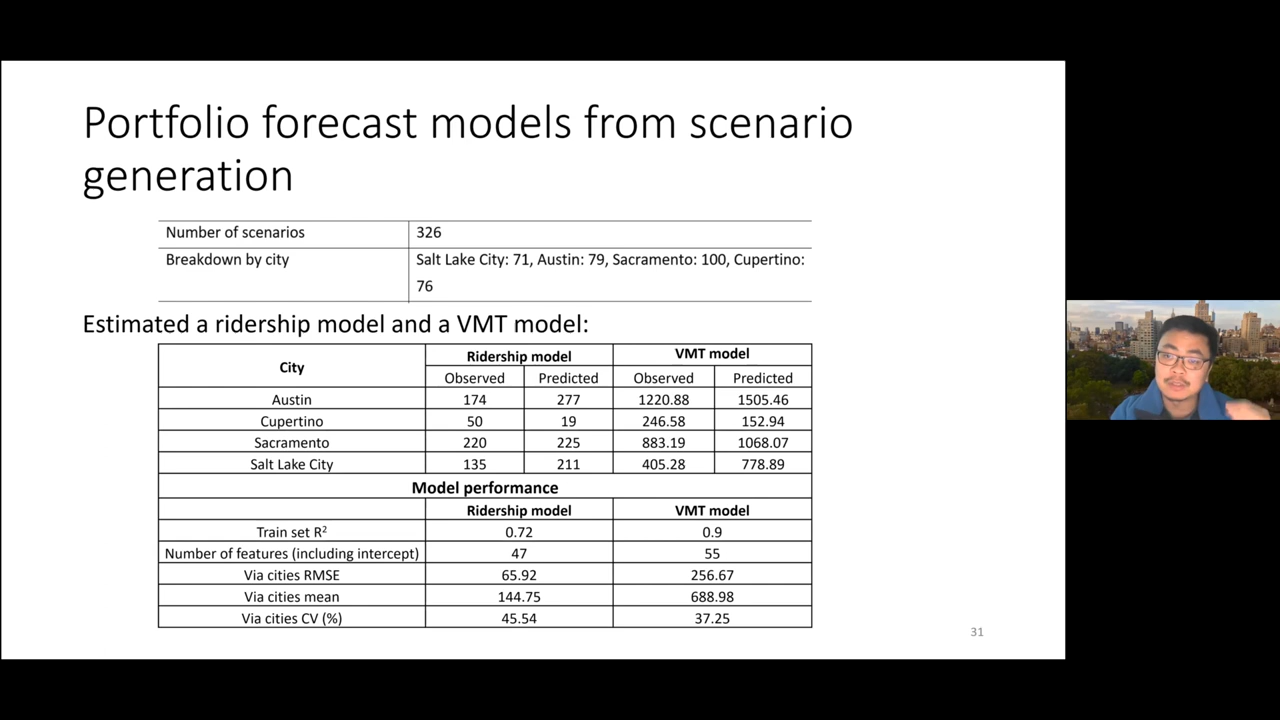 Portfolio forecast models from scenario
generation
Number of scenarios 326
Breakdown by city Salt Lake City: 71, Austin: 79, Sacramento: 100, Cupertino:
76
Estimated a ridership model and a VMT model:
City Ridership model VMT model
Observed Predicted Observed Predicted
Austin 174 277 1220.88 1505.46
Cupertino 50 19 246.58 152.94
Sacramento 220 225 883.19 1068.07
Salt Lake City 135 211 405.28 778.89
Model performance
Ridership model VMT model
Train set R² 0.72 0.9
Number of features (including intercept) 47 55
Via cities RMSE 65.92 256.67
Via cities mean 144.75 688.98
Via cities CV (%) 45.54 37.25
31